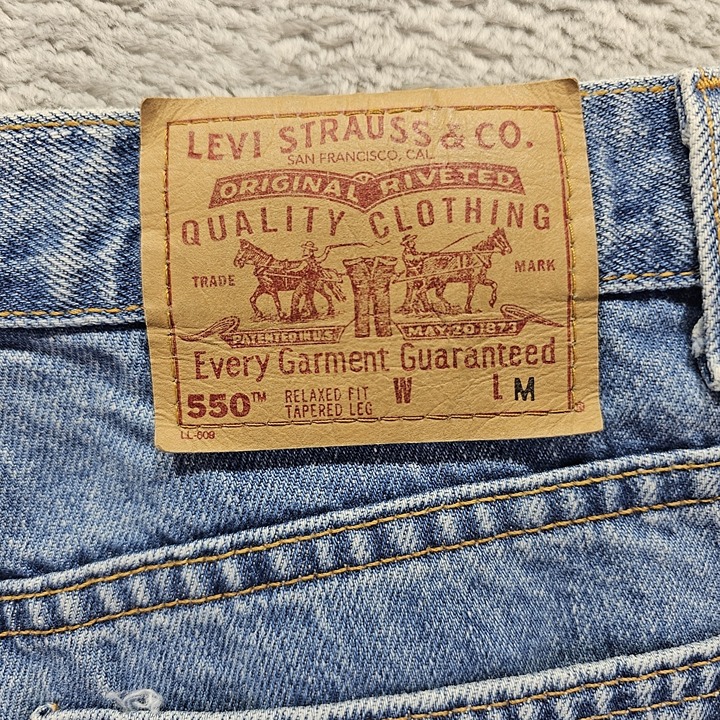 LEVI STRAUSS & CO.
SAN FRANCISCO, CAL.
ORIGINAL RIVETED
QUALITY CLOTHING
TRADE MARK
PATENTED IN U.S. MAY 20 1873
Every Garment Guaranteed
550™ RELAXED FIT W L M
TAPERED LEG
LL-609 ®